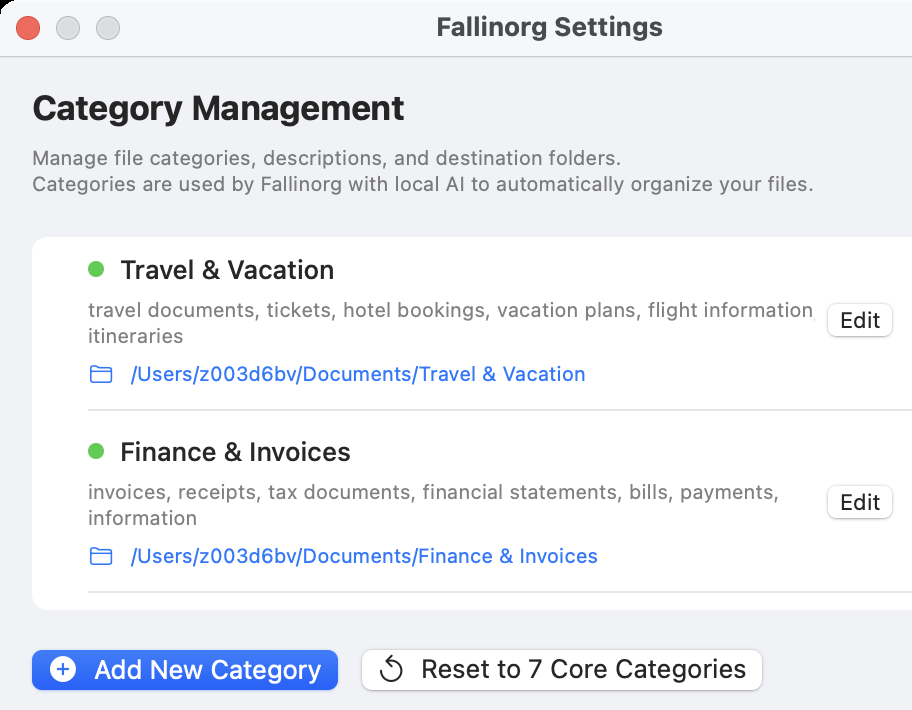 Fallinorg Settings
Category Management
Manage file categories, descriptions, and destination folders.
Categories are used by Fallinorg with local AI to automatically organize your files.
Travel & Vacation
travel documents, tickets, hotel bookings, vacation plans, flight information,
itineraries
Edit
/Users/z003d6bv/Documents/Travel & Vacation
Finance & Invoices
invoices, receipts, tax documents, financial statements, bills, payments,
information
Edit
/Users/z003d6bv/Documents/Finance & Invoices
Add New Category
Reset to 7 Core Categories